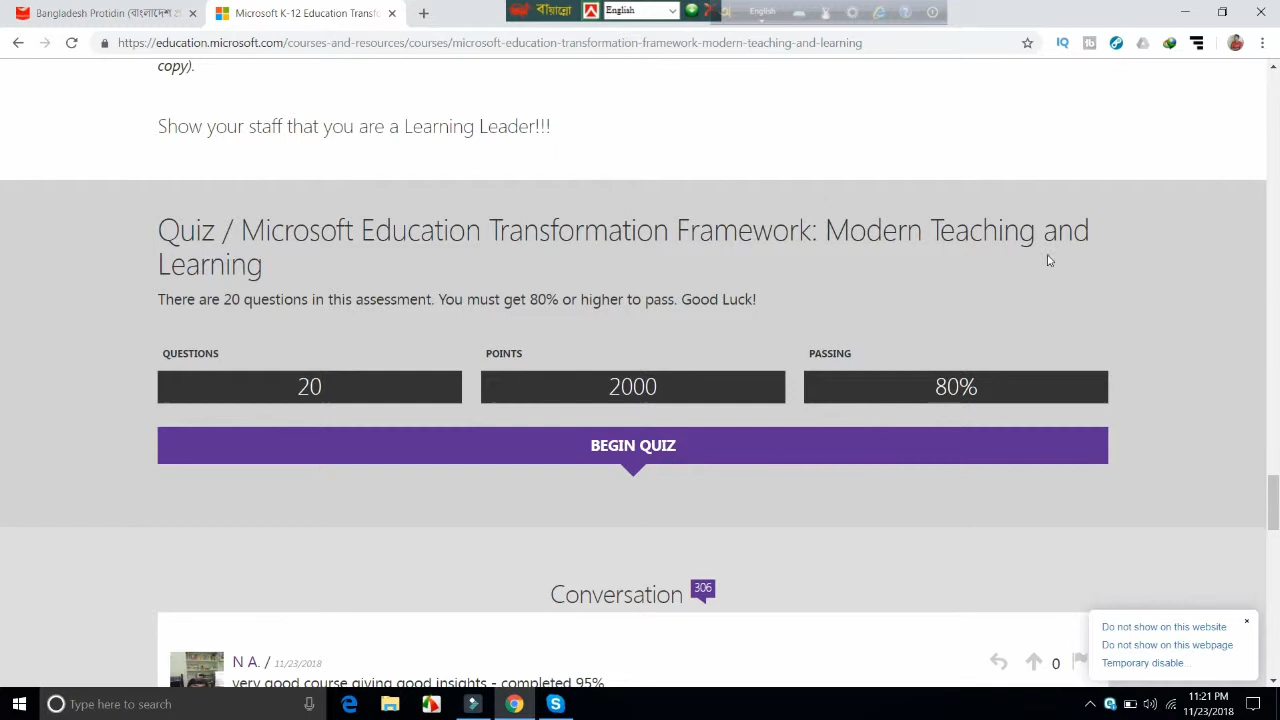 Bangladesh Protidin
Microsoft K-12 Education Transf
বায়ান্নো
English
English
https://education.microsoft.com/courses-and-resources/courses/microsoft-education-transformation-framework-modern-teaching-and-learning
copy).
Show your staff that you are a Learning Leader!!!
Quiz / Microsoft Education Transformation Framework: Modern Teaching and
Learning
There are 20 questions in this assessment. You must get 80% or higher to pass. Good Luck!
QUESTIONS
POINTS
PASSING
20
2000
80%
BEGIN QUIZ
Conversation
306
Do not show on this website
Do not show on this webpage
Temporary disable...
N A. / 11/23/2018
0
very good course giving good insights - completed 95%
Type here to search
11:21 PM
11/23/2018